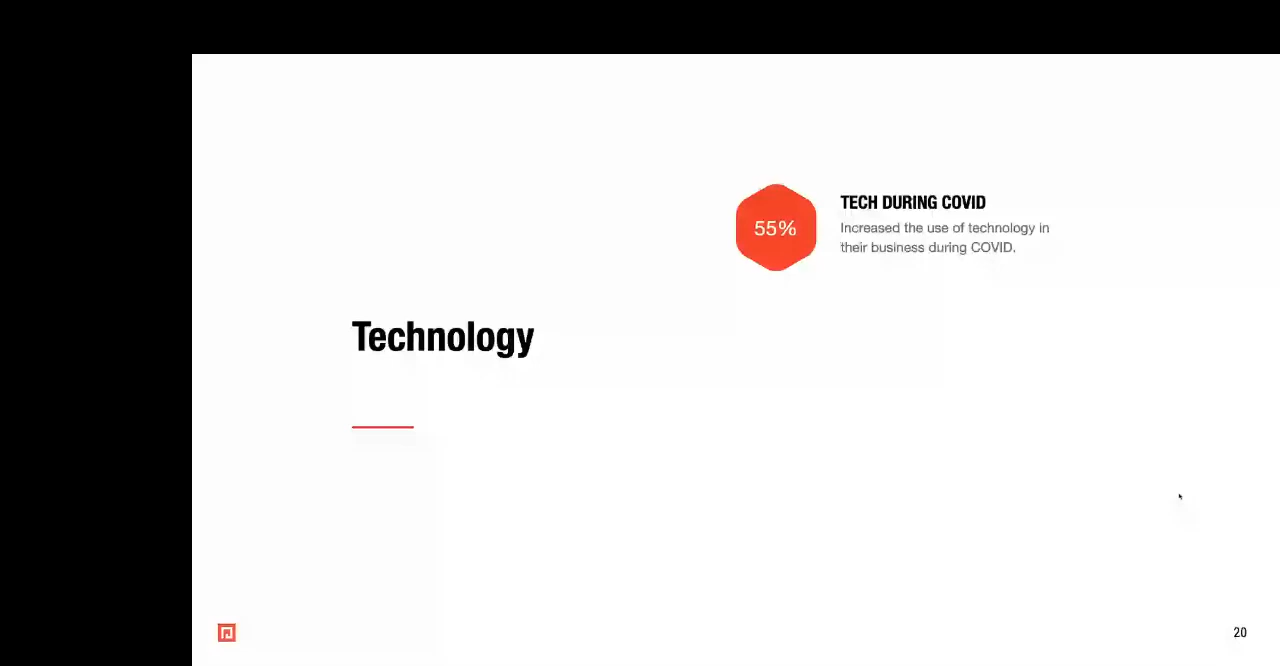 Technology
55%
TECH DURING COVID
Increased the use of technology in
their business during COVID.
20